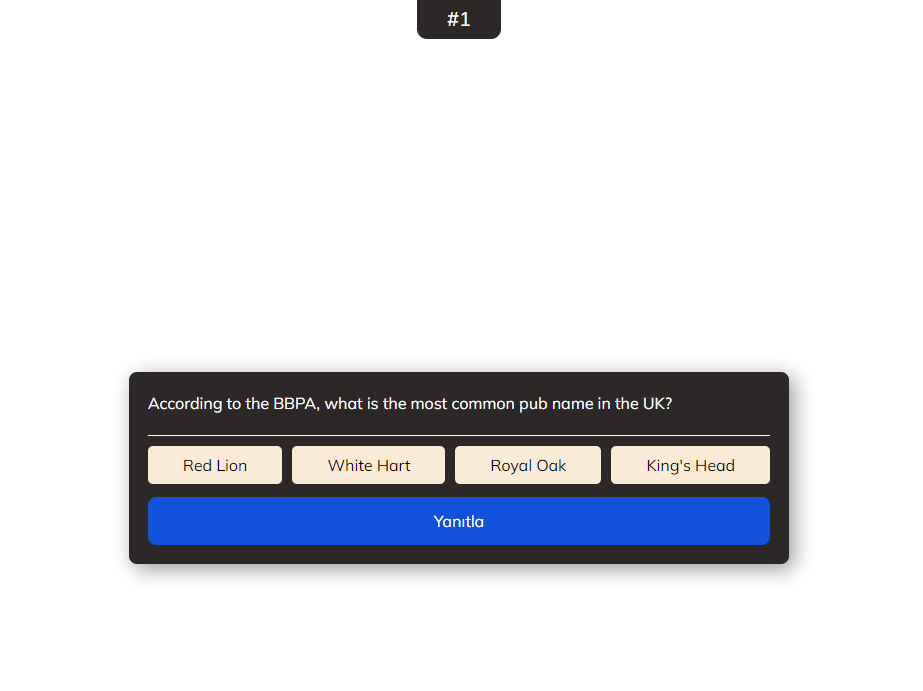 #1
According to the BBPA, what is the most common pub name in the UK?
Red Lion
White Hart
Royal Oak
King's Head
Yanıtla